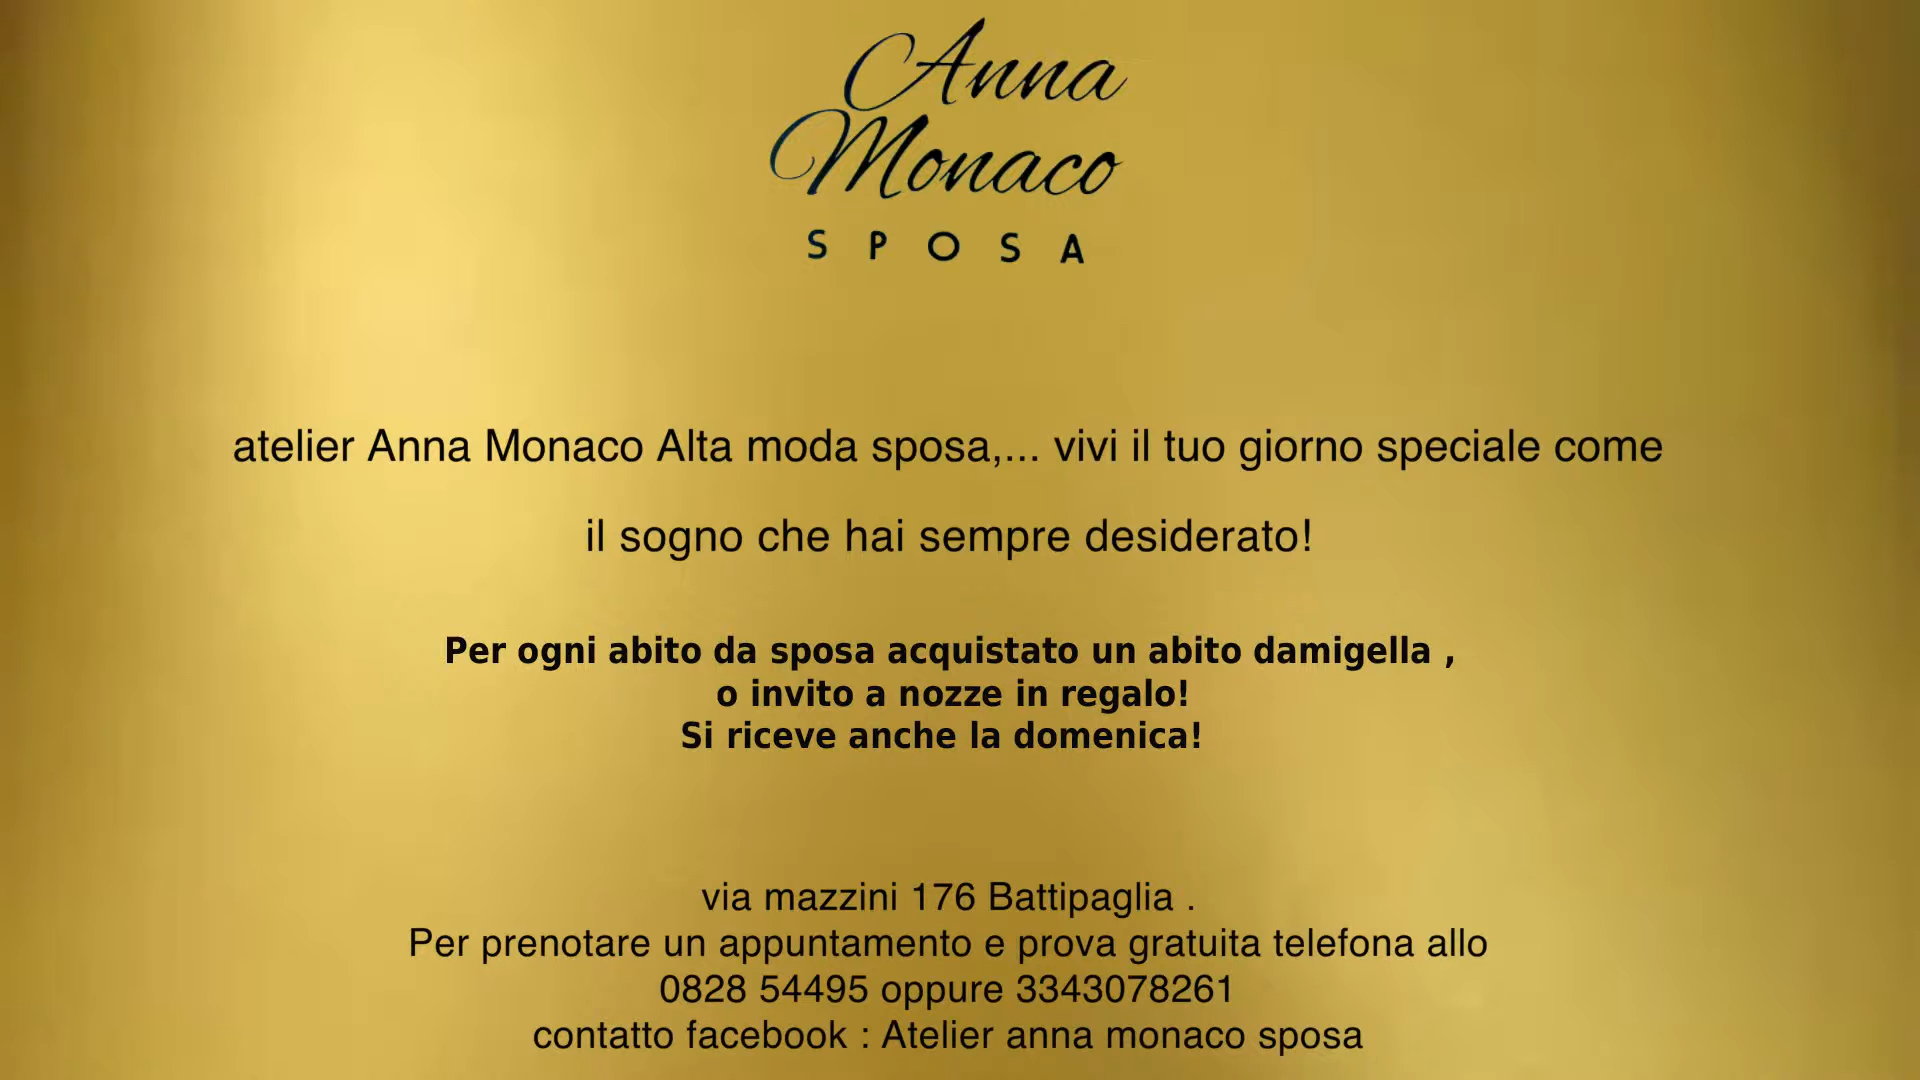 Anna
Monaco
SPOSA
atelier Anna Monaco Alta moda sposa,... vivi il tuo giorno speciale come
il sogno che hai sempre desiderato!
Per ogni abito da sposa acquistato un abito damigella ,
o invito a nozze in regalo!
Si riceve anche la domenica!
via mazzini 176 Battipaglia .
Per prenotare un appuntamento e prova gratuita telefona allo
0828 54495 oppure 3343078261
contatto facebook : Atelier anna monaco sposa